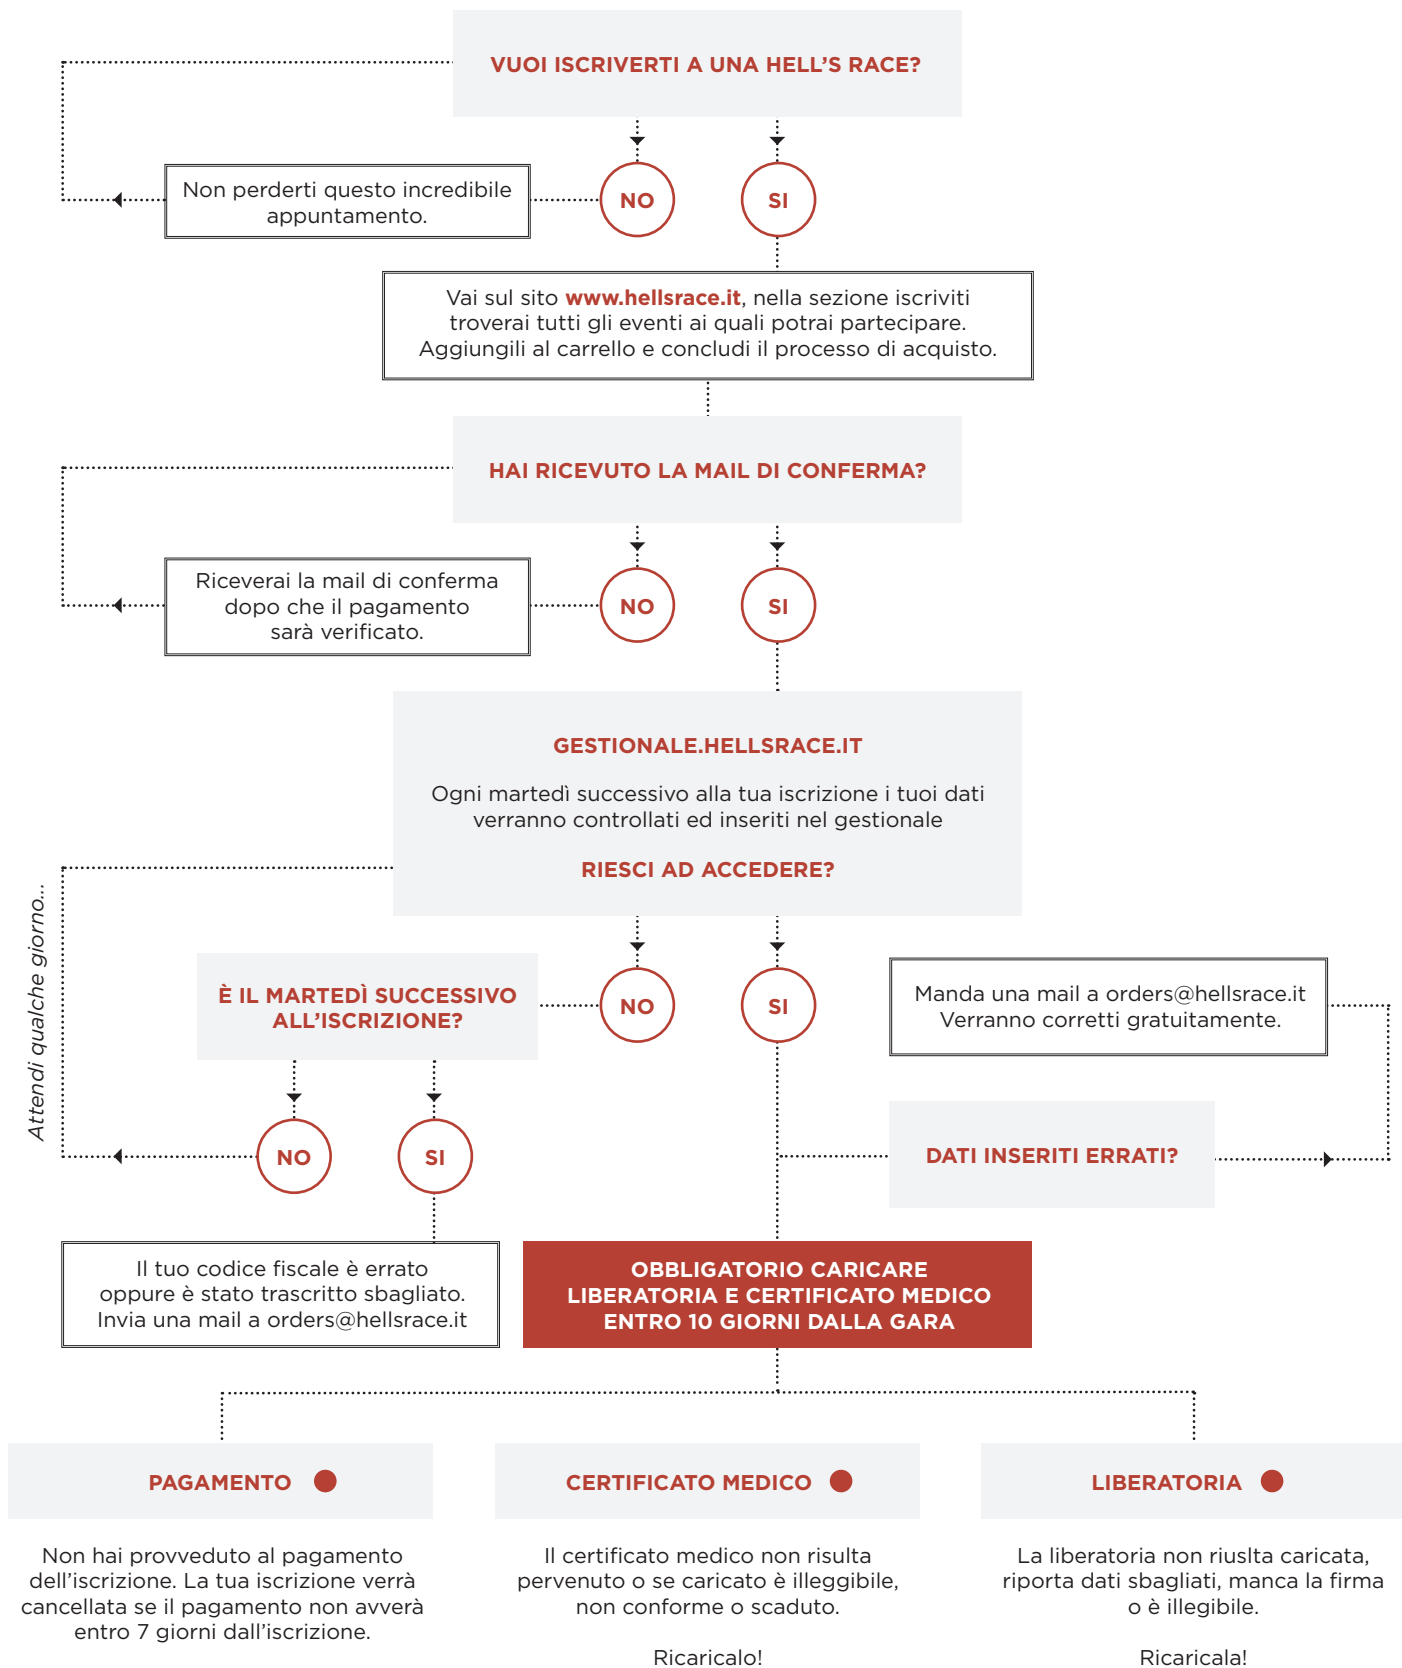 VUOI ISCRIVERTI A UNA HELL'S RACE?
Non perderti questo incredibile
appuntamento.
NO
SI
Vai sul sito www.hellsrace.it, nella sezione iscriviti
troverai tutti gli eventi ai quali potrai partecipare.
Aggiungili al carrello e concludi il processo di acquisto.
HAI RICEVUTO LA MAIL DI CONFERMA?
Riceverai la mail di conferma
dopo che il pagamento
sarà verificato.
NO
SI
GESTIONALE.HELLSRACE.IT
Ogni martedì successivo alla tua iscrizione i tuoi dati
verranno controllati ed inseriti nel gestionale
RIESCI AD ACCEDERE?
Attendi qualche giorno...
È IL MARTEDÌ SUCCESSIVO
ALL'ISCRIZIONE?
NO
SI
Manda una mail a orders@hellsrace.it
Verranno corretti gratuitamente.
NO
SI
DATI INSERITI ERRATI?
Il tuo codice fiscale è errato
oppure è stato trascritto sbagliato.
Invia una mail a orders@hellsrace.it
OBBLIGATORIO CARICARE
LIBERATORIA E CERTIFICATO MEDICO
ENTRO 10 GIORNI DALLA GARA
PAGAMENTO
Non hai provveduto al pagamento
dell'iscrizione. La tua iscrizione verrà
cancellata se il pagamento non avverà
entro 7 giorni dall'iscrizione.
CERTIFICATO MEDICO
Il certificato medico non risulta
pervenuto o se caricato è illeggibile,
non conforme o scaduto.
Ricaricalo!
LIBERATORIA
La liberatoria non riuslta caricata,
riporta dati sbagliati, manca la firma
o è illegibile.
Ricaricala!